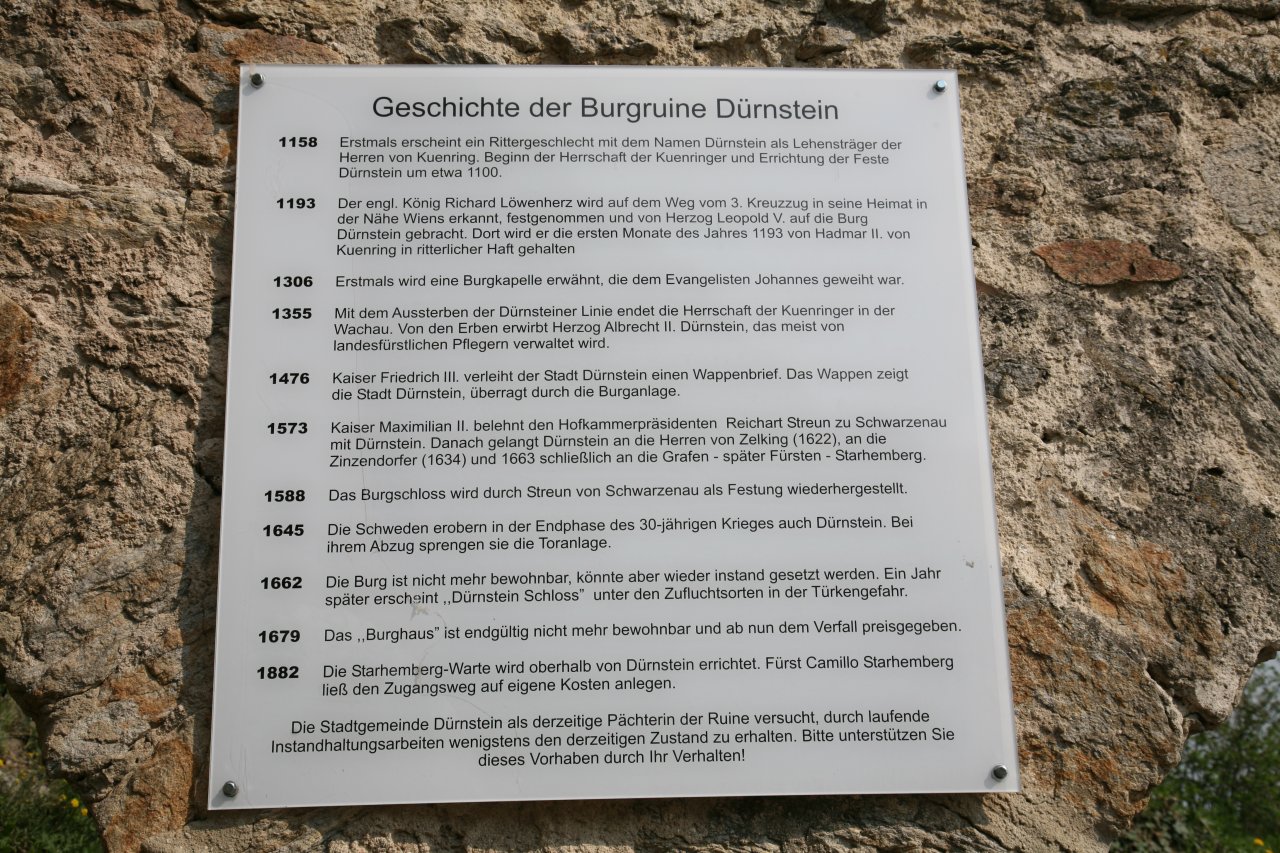 Geschichte der Burgruine Dürnstein
1158 Erstmals erscheint ein Rittergeschlecht mit dem Namen Dürnstein als Lehensträger der
Herren von Kuenring. Beginn der Herrschaft der Kuenringer und Errichtung der Feste
Dürnstein um etwa 1100.
1193 Der engl. König Richard Löwenherz wird auf dem Weg vom 3. Kreuzzug in seine Heimat in
der Nähe Wiens erkannt, festgenommen und von Herzog Leopold V. auf die Burg
Dürnstein gebracht. Dort wird er die ersten Monate des Jahres 1193 von Hadmar II. von
Kuenring in ritterlicher Haft gehalten
1306 Erstmals wird eine Burgkapelle erwähnt, die dem Evangelisten Johannes geweiht war.
1355 Mit dem Aussterben der Dürnsteiner Linie endet die Herrschaft der Kuenringer in der
Wachau. Von den Erben erwirbt Herzog Albrecht II. Dürnstein, das meist von
landesfürstlichen Pflegern verwaltet wird.
1476 Kaiser Friedrich III. verleiht der Stadt Dürnstein einen Wappenbrief. Das Wappen zeigt
die Stadt Dürnstein, überragt durch die Burganlage.
1573 Kaiser Maximilian II. belehnt den Hofkammerpräsidenten Reichart Streun zu Schwarzenau
mit Dürnstein. Danach gelangt Dürnstein an die Herren von Zelking (1622), an die
Zinzendorfer (1634) und 1663 schließlich an die Grafen - später Fürsten - Starhemberg.
1588 Das Burgschloss wird durch Streun von Schwarzenau als Festung wiederhergestellt.
1645 Die Schweden erobern in der Endphase des 30-jährigen Krieges auch Dürnstein. Bei
ihrem Abzug sprengen sie die Toranlage.
1662 Die Burg ist nicht mehr bewohnbar, könnte aber wieder instand gesetzt werden. Ein Jahr
später erscheint ,,Dürnstein Schloss” unter den Zufluchtsorten in der Türkengefahr.
1679 Das ,,Burghaus” ist endgültig nicht mehr bewohnbar und ab nun dem Verfall preisgegeben.
1882 Die Starhemberg-Warte wird oberhalb von Dürnstein errichtet. Fürst Camillo Starhemberg
ließ den Zugangsweg auf eigene Kosten anlegen.
Die Stadtgemeinde Dürnstein als derzeitige Pächterin der Ruine versucht, durch laufende
Instandhaltungsarbeiten wenigstens den derzeitigen Zustand zu erhalten. Bitte unterstützen Sie
dieses Vorhaben durch Ihr Verhalten!